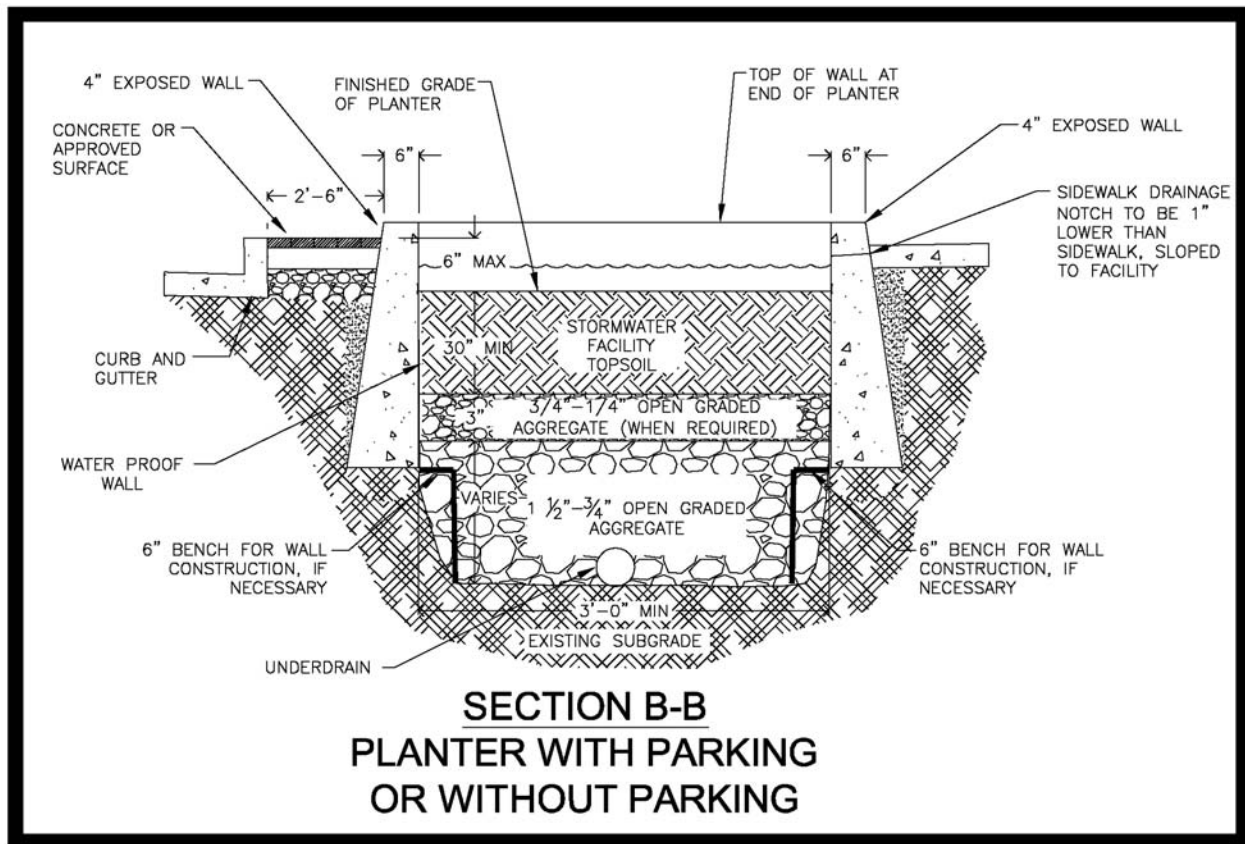 4” EXPOSED WALL
FINISHED GRADE
OF PLANTER
TOP OF WALL AT
END OF PLANTER
4” EXPOSED WALL
CONCRETE OR
APPROVED
SURFACE
6”
6”
2’-6”
SIDEWALK DRAINAGE
NOTCH TO BE 1”
LOWER THAN
SIDEWALK, SLOPED
TO FACILITY
6” MAX
STORMWATER
FACILITY
TOPSOIL
30” MIN
CURB AND
GUTTER
3”
3/4”-1/4” OPEN GRADED
AGGREGATE (WHEN REQUIRED)
WATER PROOF
WALL
VARIES
1 ½”-¾” OPEN GRADED
AGGREGATE
6” BENCH FOR WALL
CONSTRUCTION, IF
NECESSARY
6” BENCH FOR WALL
CONSTRUCTION, IF
NECESSARY
3’-0” MIN
EXISTING SUBGRADE
UNDERDRAIN
SECTION B-B
PLANTER WITH PARKING
OR WITHOUT PARKING